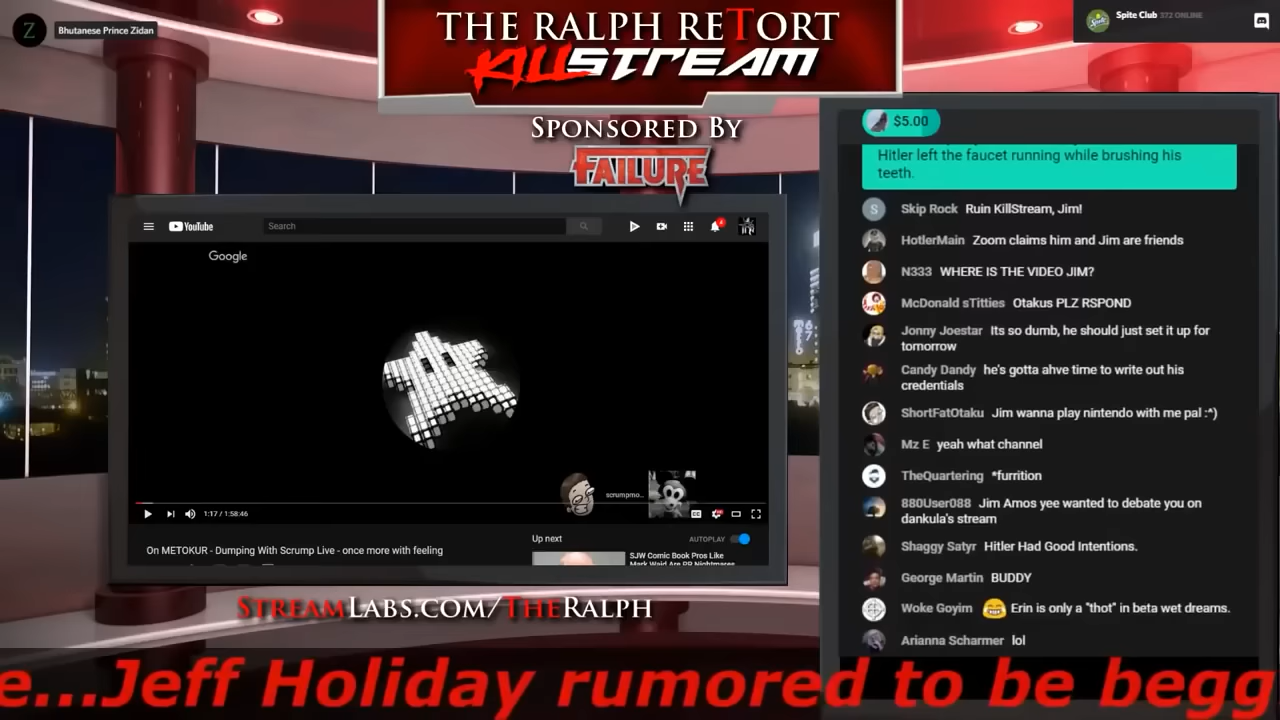 Z
Bhutanese Prince Zidan
THE RALPH RETORT
KILLSTREAM
SPONSORED BY
FAILURE
Spite Club 372 ONLINE
YouTube
Search
Google
scrumpmo...
1:17 / 1:58:46
On METOKUR - Dumping With Scrump Live - once more with feeling
Up next
AUTOPLAY
SJW Comic Book Pros Like
Mark Waid Are PR Nightmares
STREAMLABS.COM/THERALPH
$5.00
Hitler left the faucet running while brushing his
teeth.
S
Skip Rock Ruin KillStream, Jim!
HotlerMain Zoom claims him and Jim are friends
N333 WHERE IS THE VIDEO JIM?
McDonald sTitties Otakus PLZ RSPOND
Jonny Joestar Its so dumb, he should just set it up for
tomorrow
Candy Dandy he's gotta ahve time to write out his
credentials
ShortFatOtaku Jim wanna play nintendo with me pal :*)
Mz E yeah what channel
TheQuartering *furrition
880User088 Jim Amos yee wanted to debate you on
dankula's stream
Shaggy Satyr Hitler Had Good Intentions.
George Martin BUDDY
Woke Goyim 😂 Erin is only a "thot" in beta wet dreams.
Arianna Scharmer lol
e...Jeff Holiday rumored to be begg